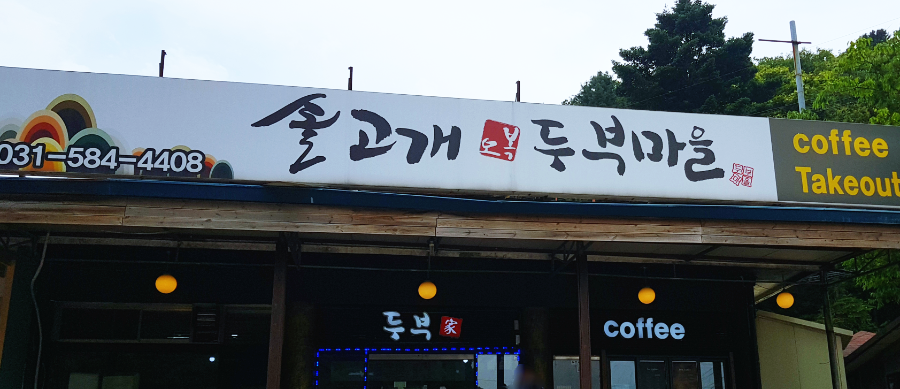 솔고개 오복 두부마을
031-584-4408
coffee
Takeout
두부家
coffee